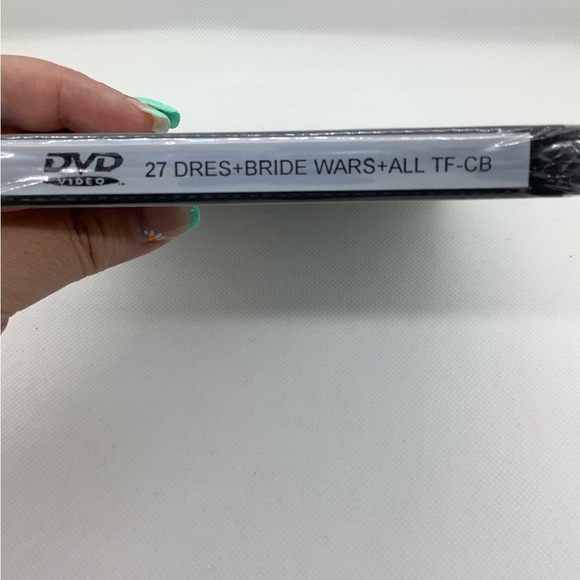 DVD
VIDEO
27 DRES+BRIDE WARS+ALL TF-CB